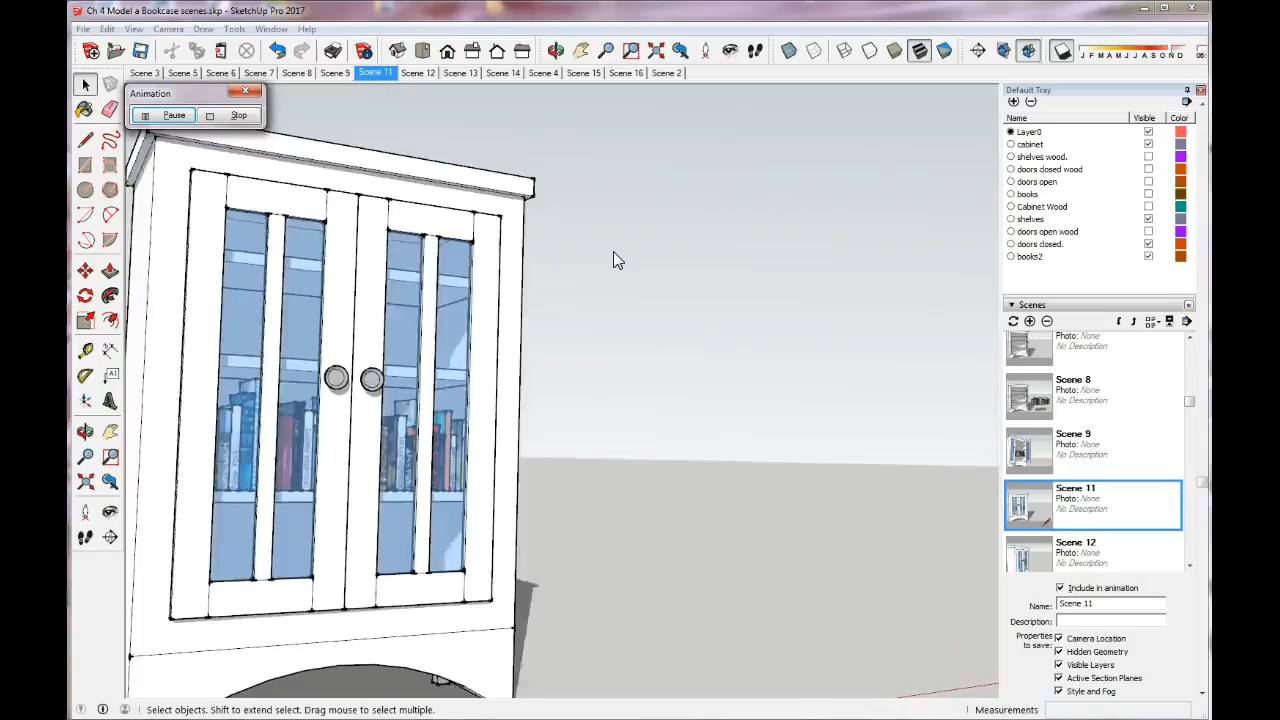 Ch 4 Model a Bookcase scenes.skp - SketchUp Pro 2017
File Edit View Camera Draw Tools Window Help
J F M A M J J A S O N D 06:
Scene 3 Scene 5 Scene 6 Scene 7 Scene 8 Scene 9 Scene 11 Scene 12 Scene 13 Scene 14 Scene 4 Scene 15 Scene 16 Scene 2
Animation
Pause Stop
Default Tray
Name Visible Color
Layer0
cabinet
shelves wood.
doors closed wood
doors open
books
Cabinet Wood
shelves
doors open wood
doors closed.
books2
Scenes
Photo: None
No Description
Scene 8
Photo: None
No Description
Scene 9
Photo: None
No Description
Scene 11
Photo: None
No Description
Scene 12
Photo: None
No Description
Include in animation
Name: Scene 11
Description:
Properties to save:
Camera Location
Hidden Geometry
Visible Layers
Active Section Planes
Style and Fog
Select objects. Shift to extend select. Drag mouse to select multiple.
Measurements